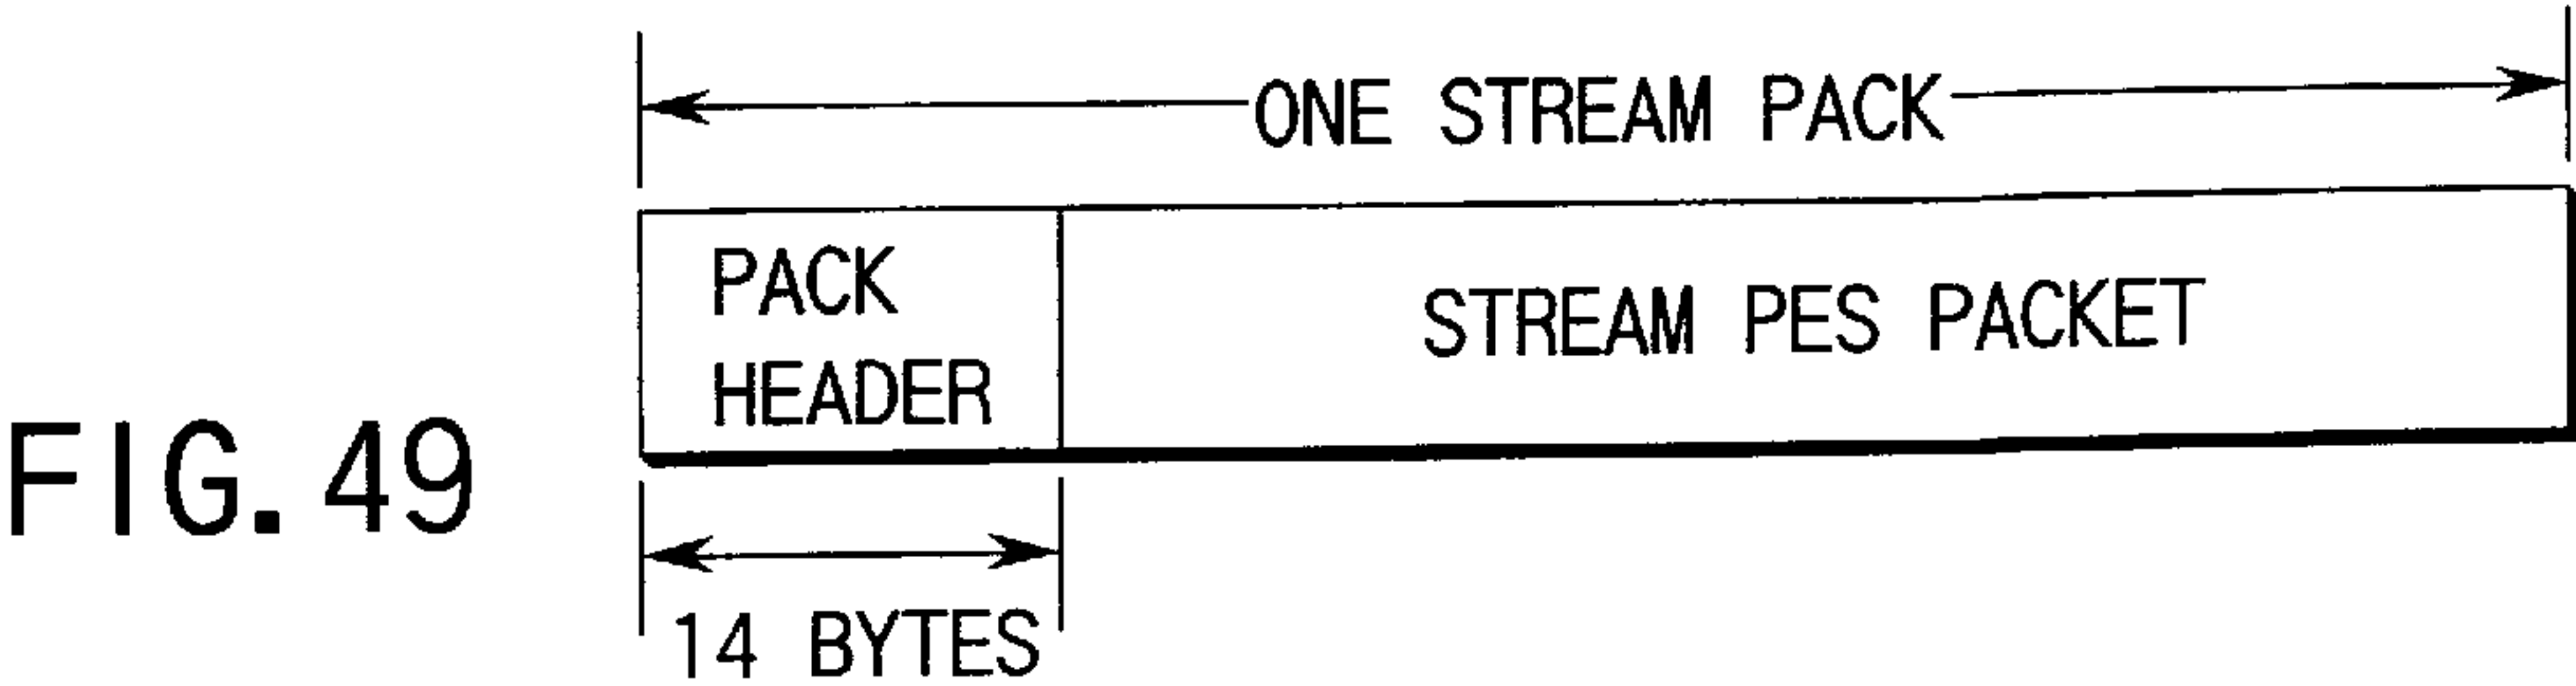 ONE STREAM PACK
PACK
HEADER
STREAM PES PACKET
14 BYTES
FIG. 49